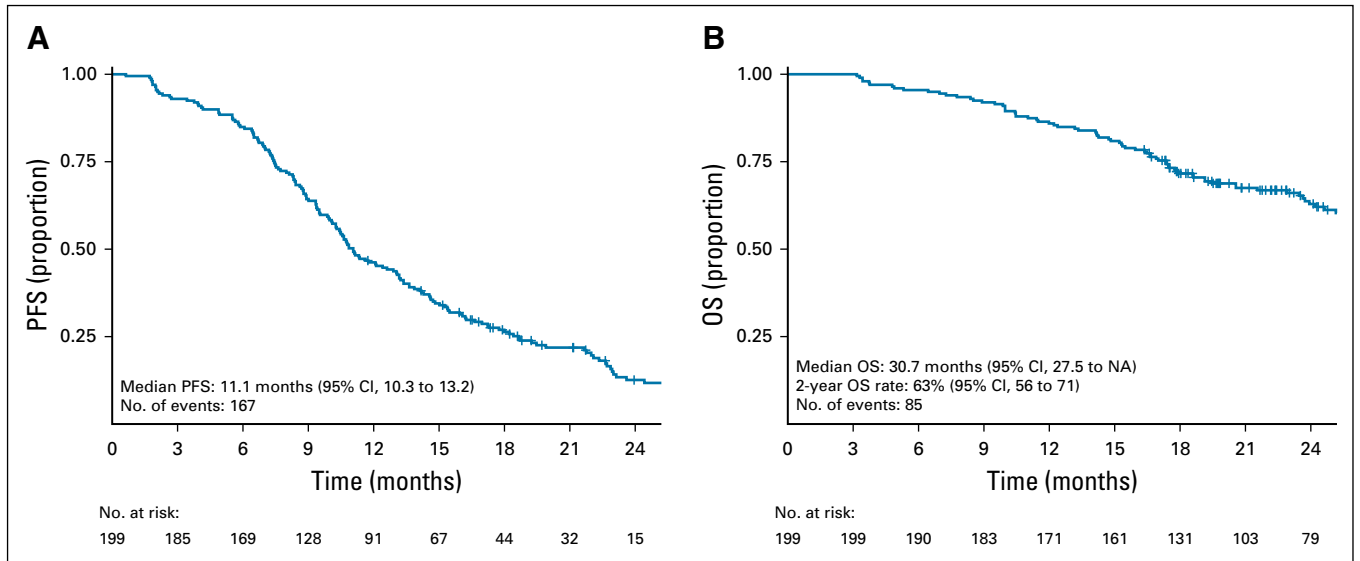 A
PFS (proportion)
1.00
0.75
0.50
0.25
Median PFS: 11.1 months (95% CI, 10.3 to 13.2)
No. of events: 167
0 3 6 9 12 15 18 21 24
Time (months)
No. at risk:
199 185 169 128 91 67 44 32 15
B
OS (proportion)
1.00
0.75
0.50
0.25
Median OS: 30.7 months (95% CI, 27.5 to NA)
2-year OS rate: 63% (95% CI, 56 to 71)
No. of events: 85
0 3 6 9 12 15 18 21 24
Time (months)
No. at risk:
199 199 190 183 171 161 131 103 79